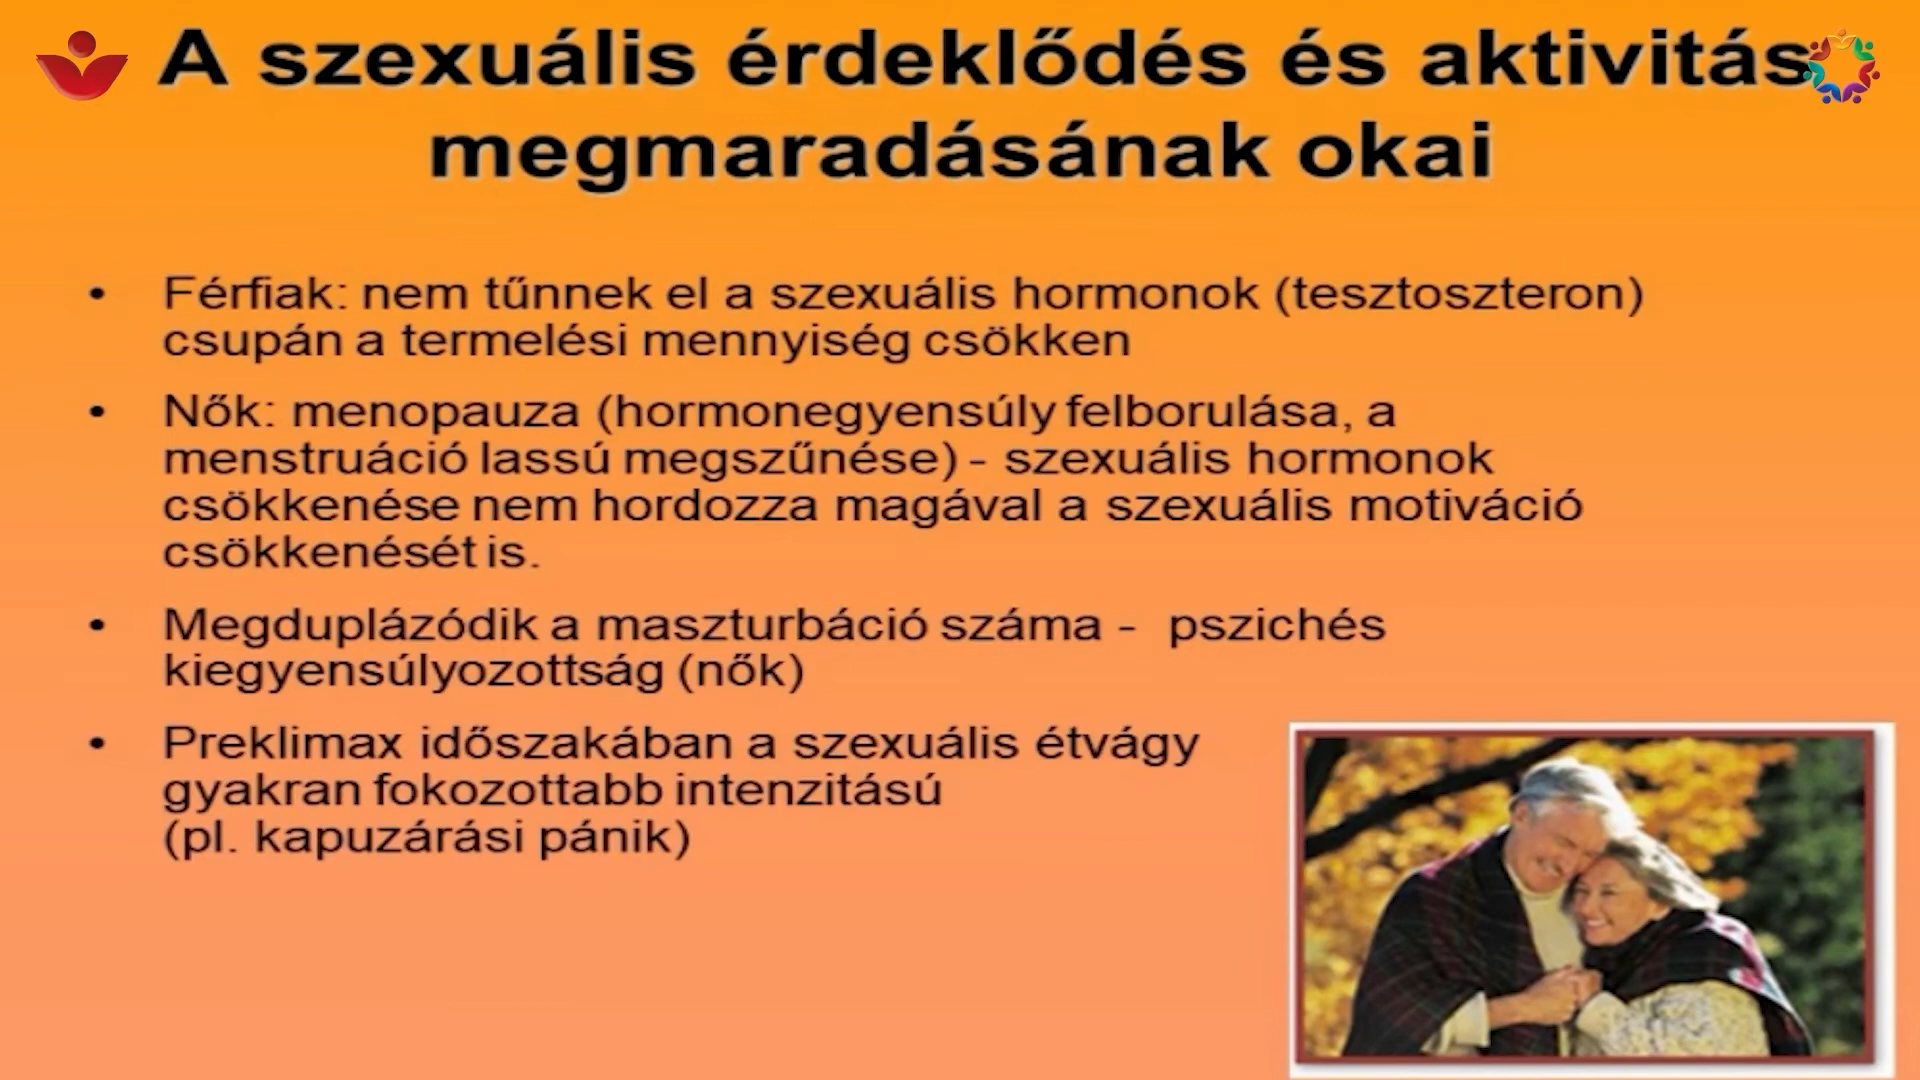 A szexuális érdeklődés és aktivitás
megmaradásának okai
• Férfiak: nem tűnnek el a szexuális hormonok (tesztoszteron)
csupán a termelési mennyiség csökken
• Nők: menopauza (hormonegyensúly felborulása, a
menstruáció lassú megszűnése) - szexuális hormonok
csökkenése nem hordozza magával a szexuális motiváció
csökkenését is.
• Megduplázódik a maszturbáció száma - pszichés
kiegyensúlyozottság (nők)
• Preklimax időszakában a szexuális étvágy
gyakran fokozottabb intenzitású
(pl. kapuzárási pánik)